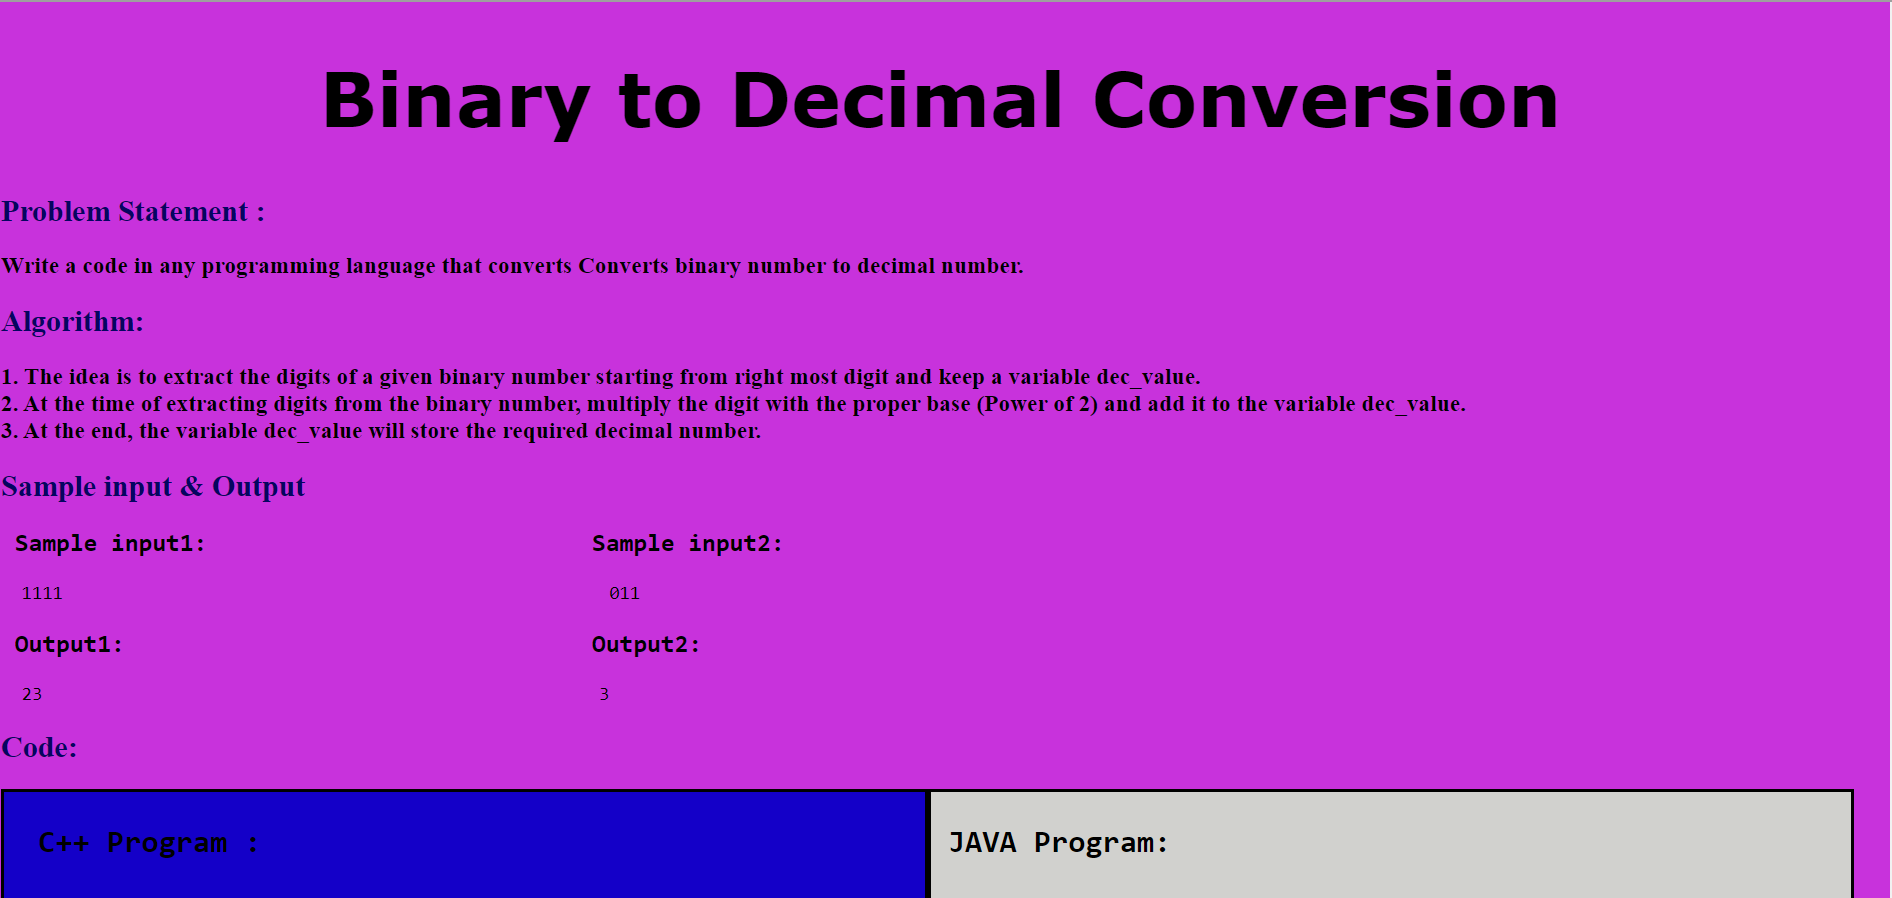 Binary to Decimal Conversion
Problem Statement :
Write a code in any programming language that converts Converts binary number to decimal number.
Algorithm:
1. The idea is to extract the digits of a given binary number starting from right most digit and keep a variable dec_value.
2. At the time of extracting digits from the binary number, multiply the digit with the proper base (Power of 2) and add it to the variable dec_value.
3. At the end, the variable dec_value will store the required decimal number.
Sample input & Output
Sample input1: Sample input2:
1111 011
Output1: Output2:
23 3
Code:
C++ Program : JAVA Program: